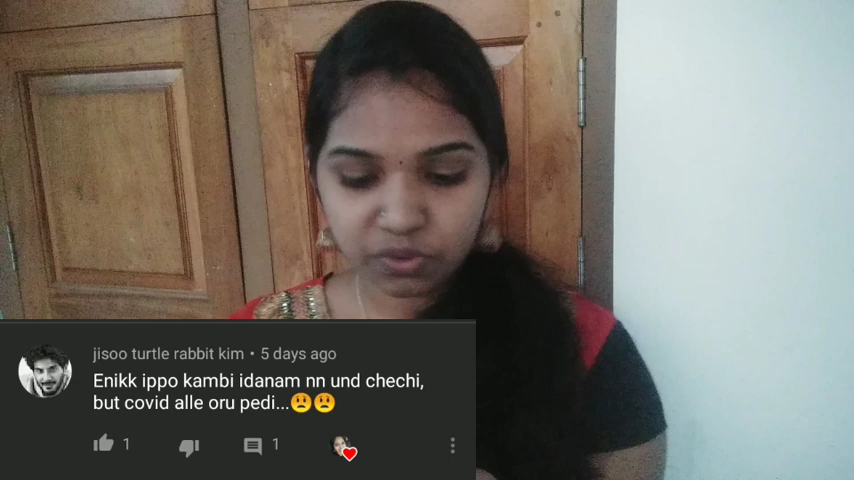 jisoo turtle rabbit kim • 5 days ago
Enikk ippo kambi idanam nn und chechi,
but covid alle oru pedi...😟😟
1
1